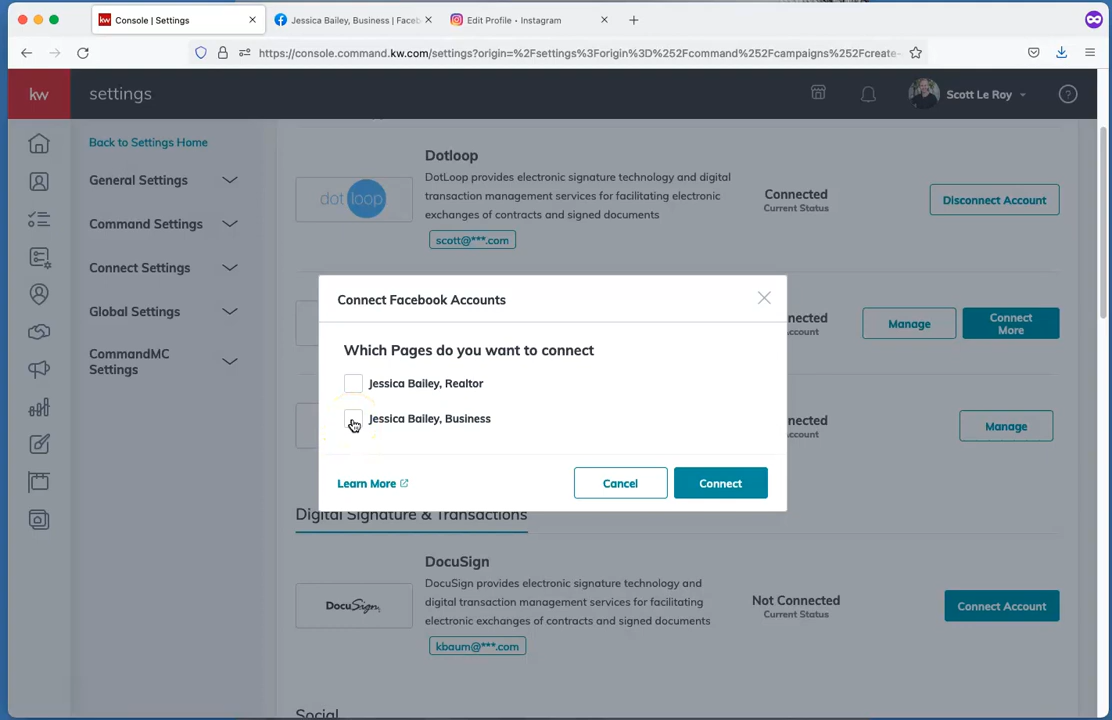 Console | Settings
Jessica Bailey, Business | Faceb
Edit Profile • Instagram
https://console.command.kw.com/settings?origin=%2Fsettings%3Forigin%3D%252Fcommand%252Fcampaigns%252Fcreate-
kw
settings
Scott Le Roy
Back to Settings Home
General Settings
Command Settings
Connect Settings
Global Settings
CommandMC
Settings
Dotloop
dotloop
DotLoop provides electronic signature technology and digital
transaction management services for facilitating electronic
exchanges of contracts and signed documents
scott@***.com
Connected
Current Status
Disconnect Account
nected
ccount
Manage
Connect
More
nected
ccount
Manage
Connect Facebook Accounts
Which Pages do you want to connect
Jessica Bailey, Realtor
Jessica Bailey, Business
Learn More
Cancel
Connect
Digital Signature & Transactions
DocuSign
DocuSign
DocuSign provides electronic signature technology and
digital transaction management services for facilitating
electronic exchanges of contracts and signed documents
kbaum@***.com
Not Connected
Current Status
Connect Account
Social